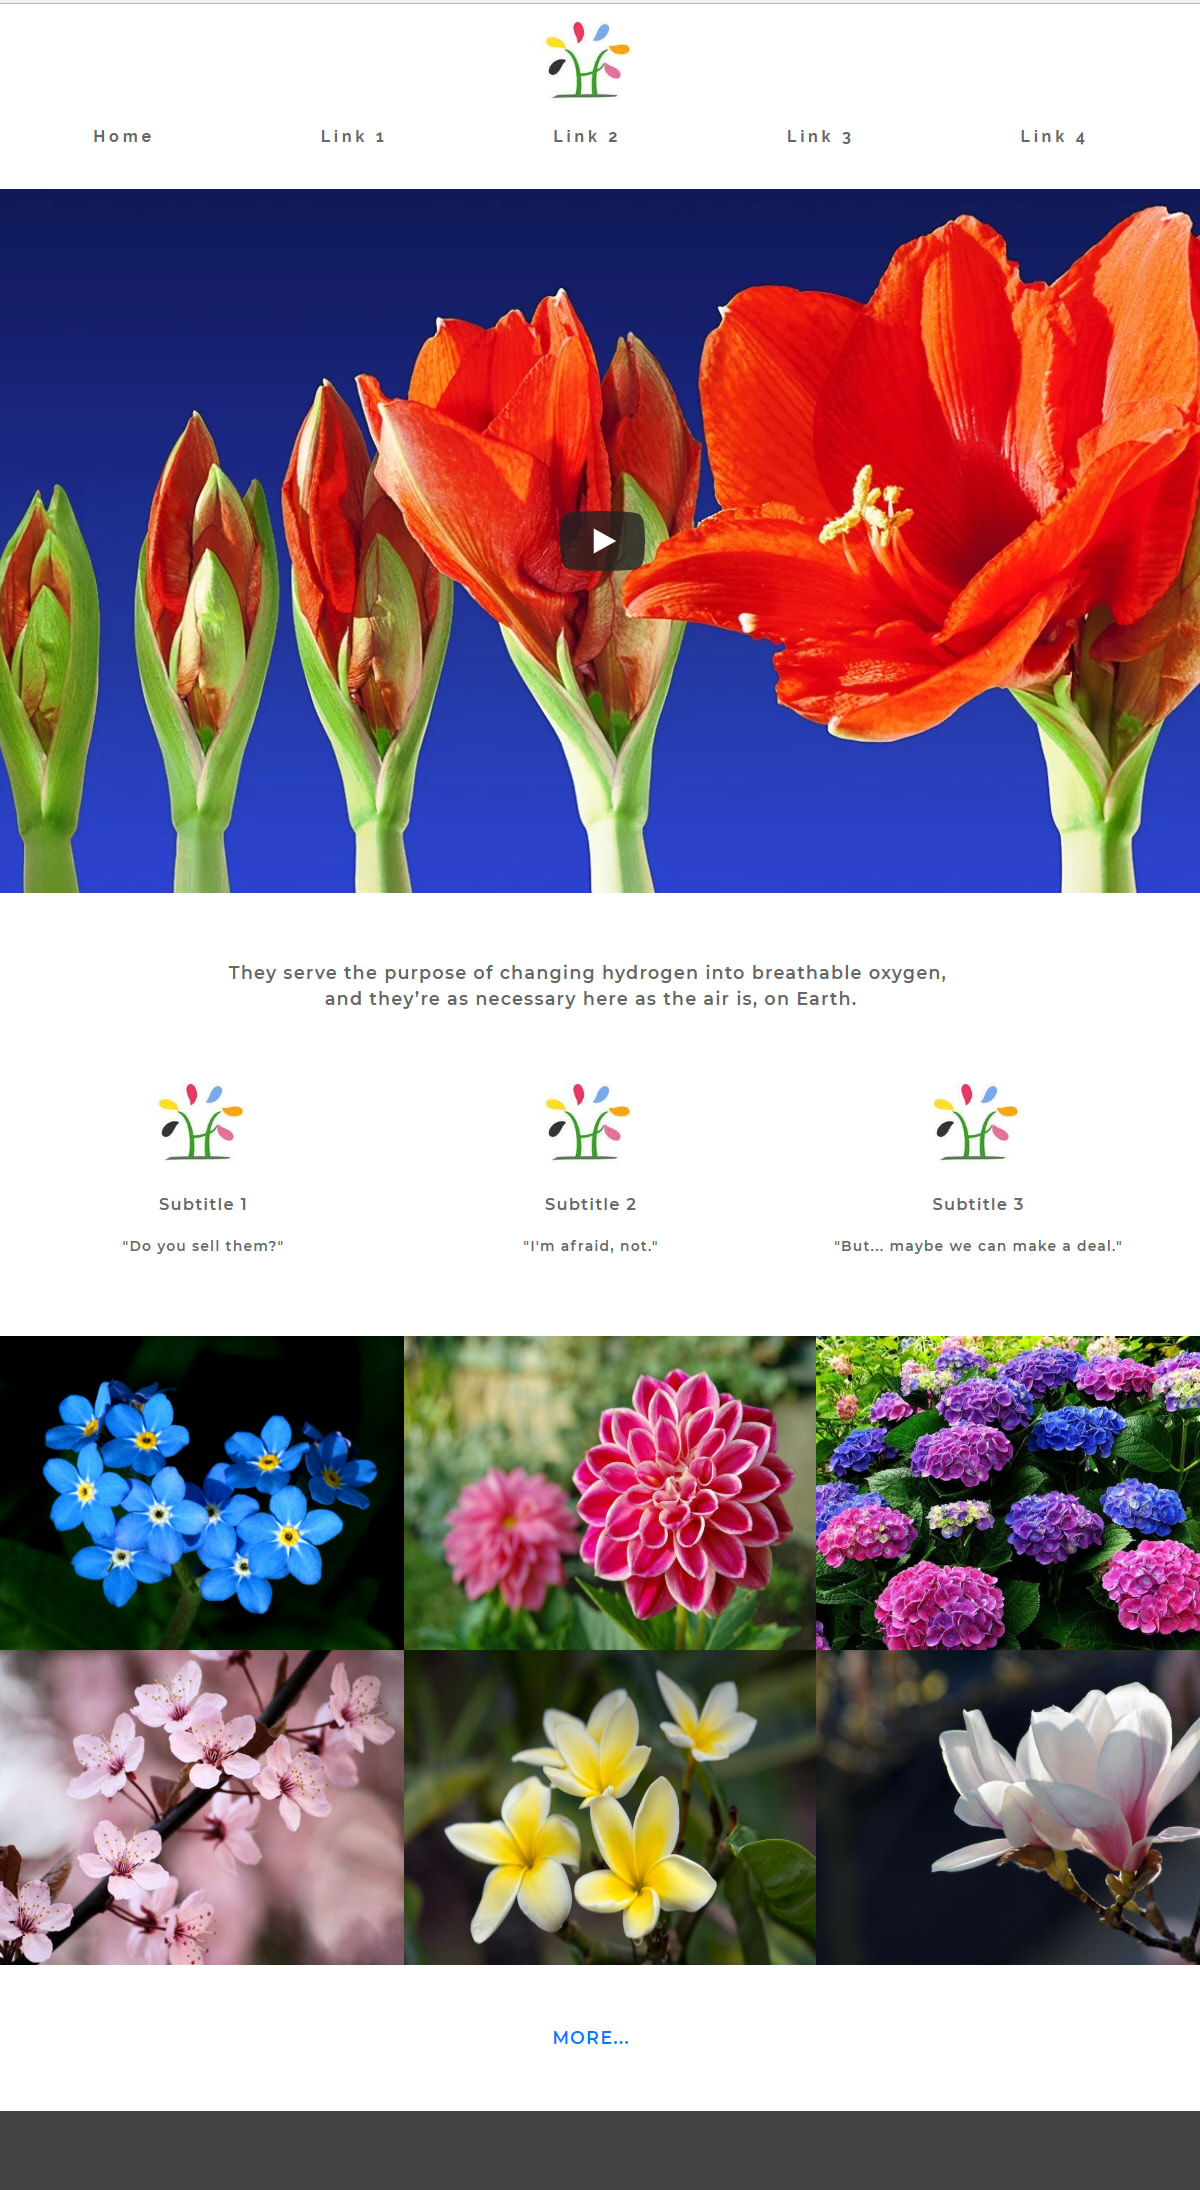 Home
Link 1
Link 2
Link 3
Link 4
They serve the purpose of changing hydrogen into breathable oxygen,
and they’re as necessary here as the air is, on Earth.
Subtitle 1
Subtitle 2
Subtitle 3
"Do you sell them?"
"I'm afraid, not."
"But... maybe we can make a deal."
MORE...